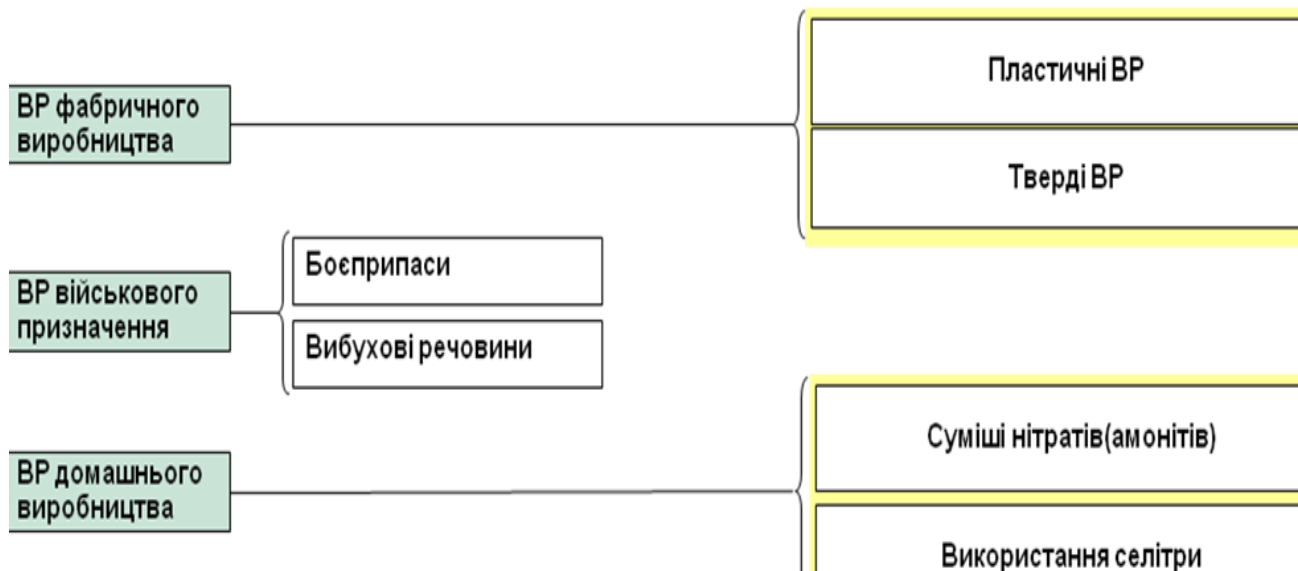 ВР фабричного
виробництва
Пластичні ВР
Тверді ВР
ВР військового
призначення
Боєприпаси
Вибухові речовини
ВР домашнього
виробництва
Суміші нітратів(амонітів)
Використання селітри